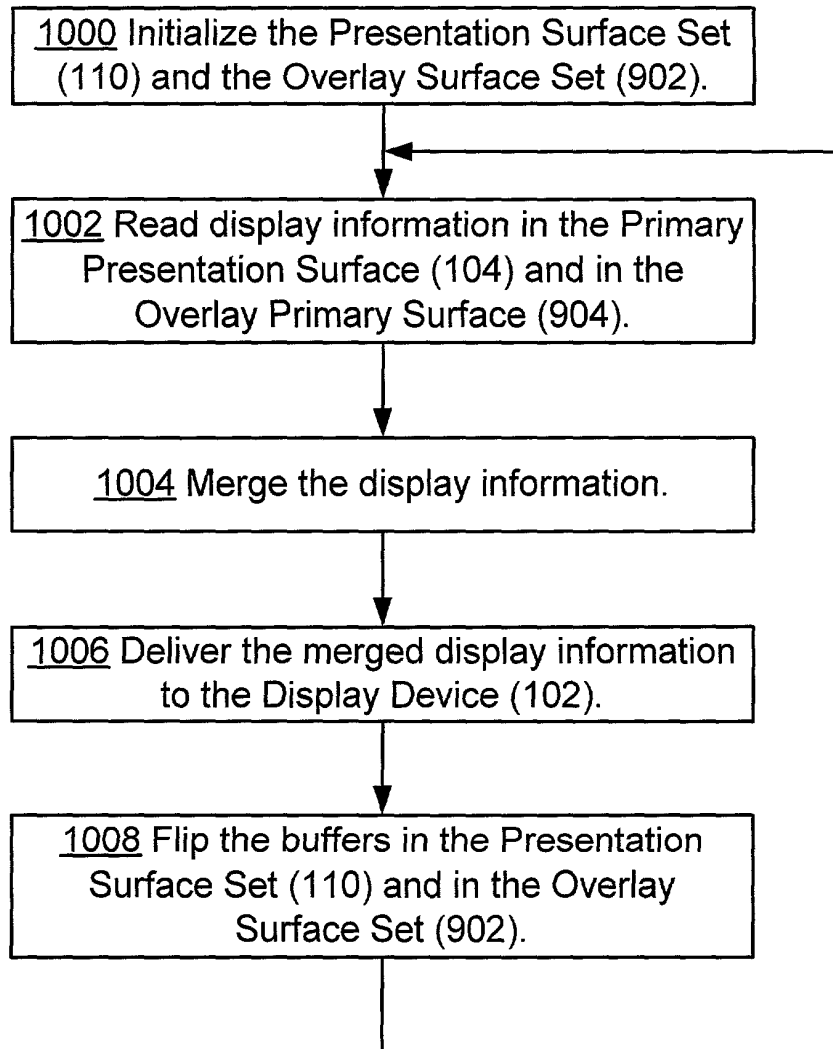 1000 Initialize the Presentation Surface Set
(110) and the Overlay Surface Set (902).
1002 Read display information in the Primary
Presentation Surface (104) and in the
Overlay Primary Surface (904).
1004 Merge the display information.
1006 Deliver the merged display information
to the Display Device (102).
1008 Flip the buffers in the Presentation
Surface Set (110) and in the Overlay
Surface Set (902).